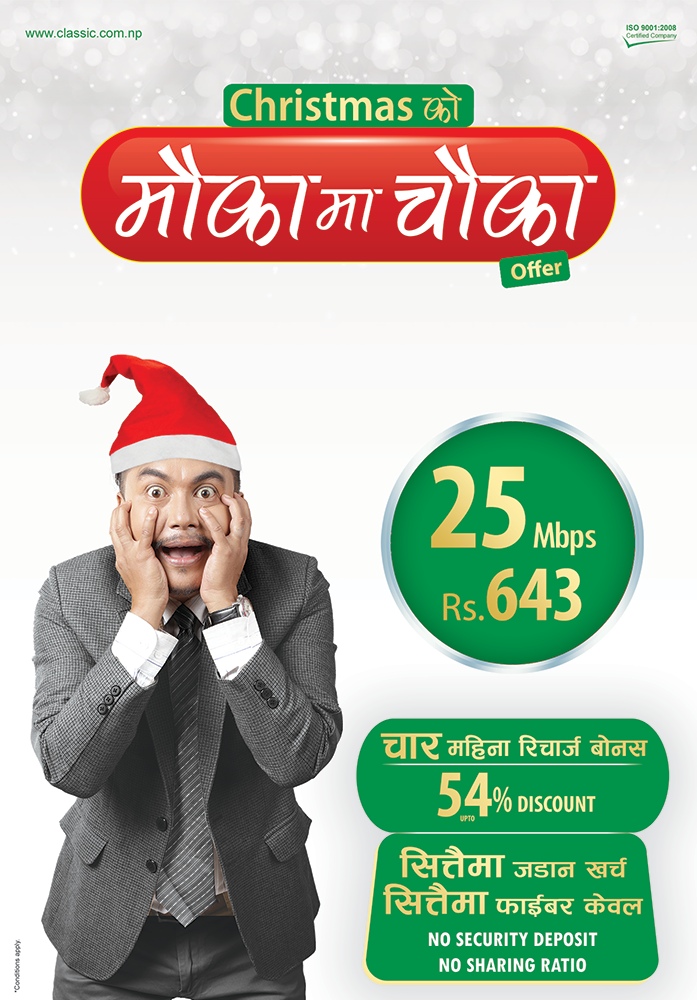 www.classic.com.np
ISO 9001:2008
Certified Company
Christmas को
मौका मा चौका
Offer
25 Mbps
Rs.643
चार महिना रिचार्ज बोनस
UPTO 54% DISCOUNT
सित्तैमा जडान खर्च
सित्तैमा फाईबर केवल
NO SECURITY DEPOSIT
NO SHARING RATIO
*Conditions apply.